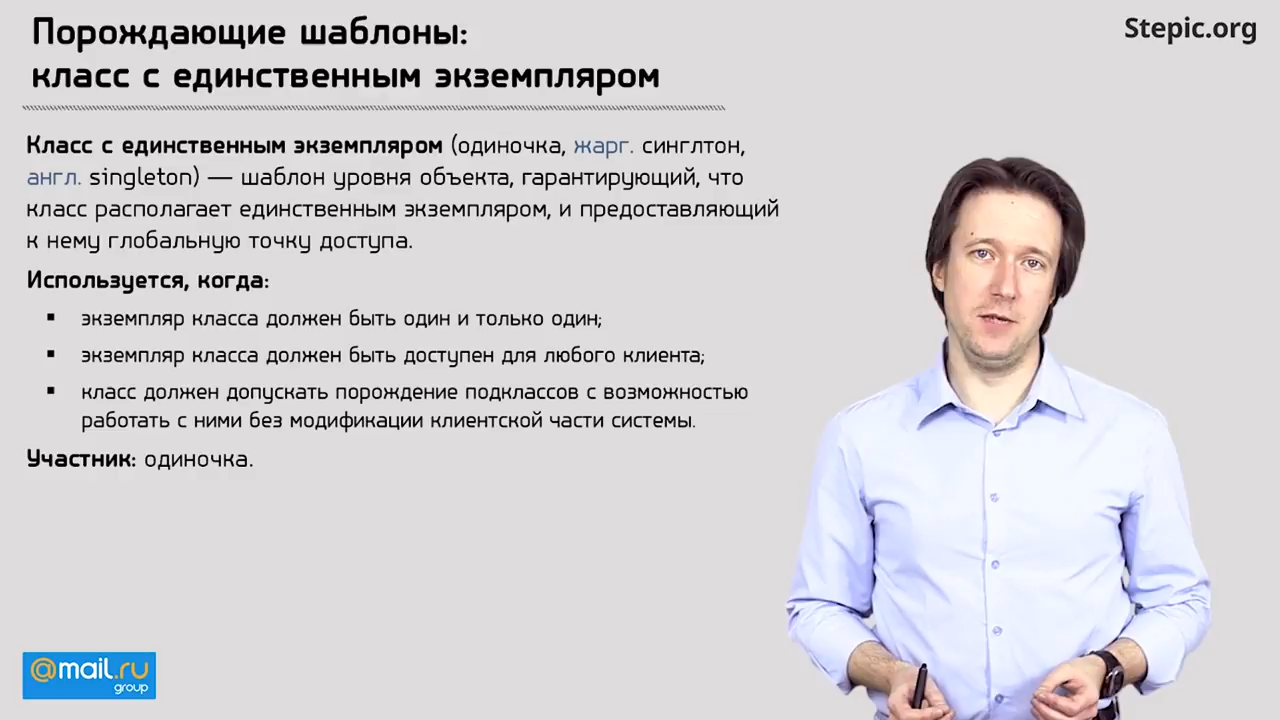 Порождающие шаблоны:
класс с единственным экземпляром
Stepic.org
Класс с единственным экземпляром (одиночка, жарг. синглтон,
англ. singleton) — шаблон уровня объекта, гарантирующий, что
класс располагает единственным экземпляром, и предоставляющий
к нему глобальную точку доступа.
Используется, когда:
▪ экземпляр класса должен быть один и только один;
▪ экземпляр класса должен быть доступен для любого клиента;
▪ класс должен допускать порождение подклассов с возможностью
работать с ними без модификации клиентской части системы.
Участник: одиночка.
@mail.ru
group